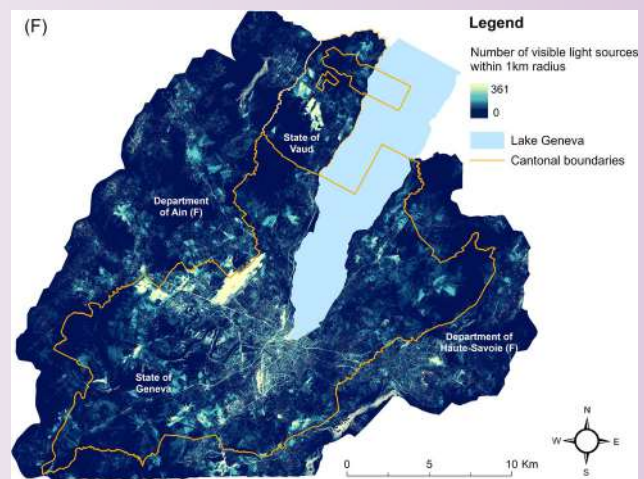 (F)
Legend
Number of visible light sources
within 1km radius
361
0
Lake Geneva
Cantonal boundaries
State of
Vaud
Department
of Ain (F)
Department of
Haute-Savoie (F)
State of
Geneva
N
W E
S
0 5 10 Km